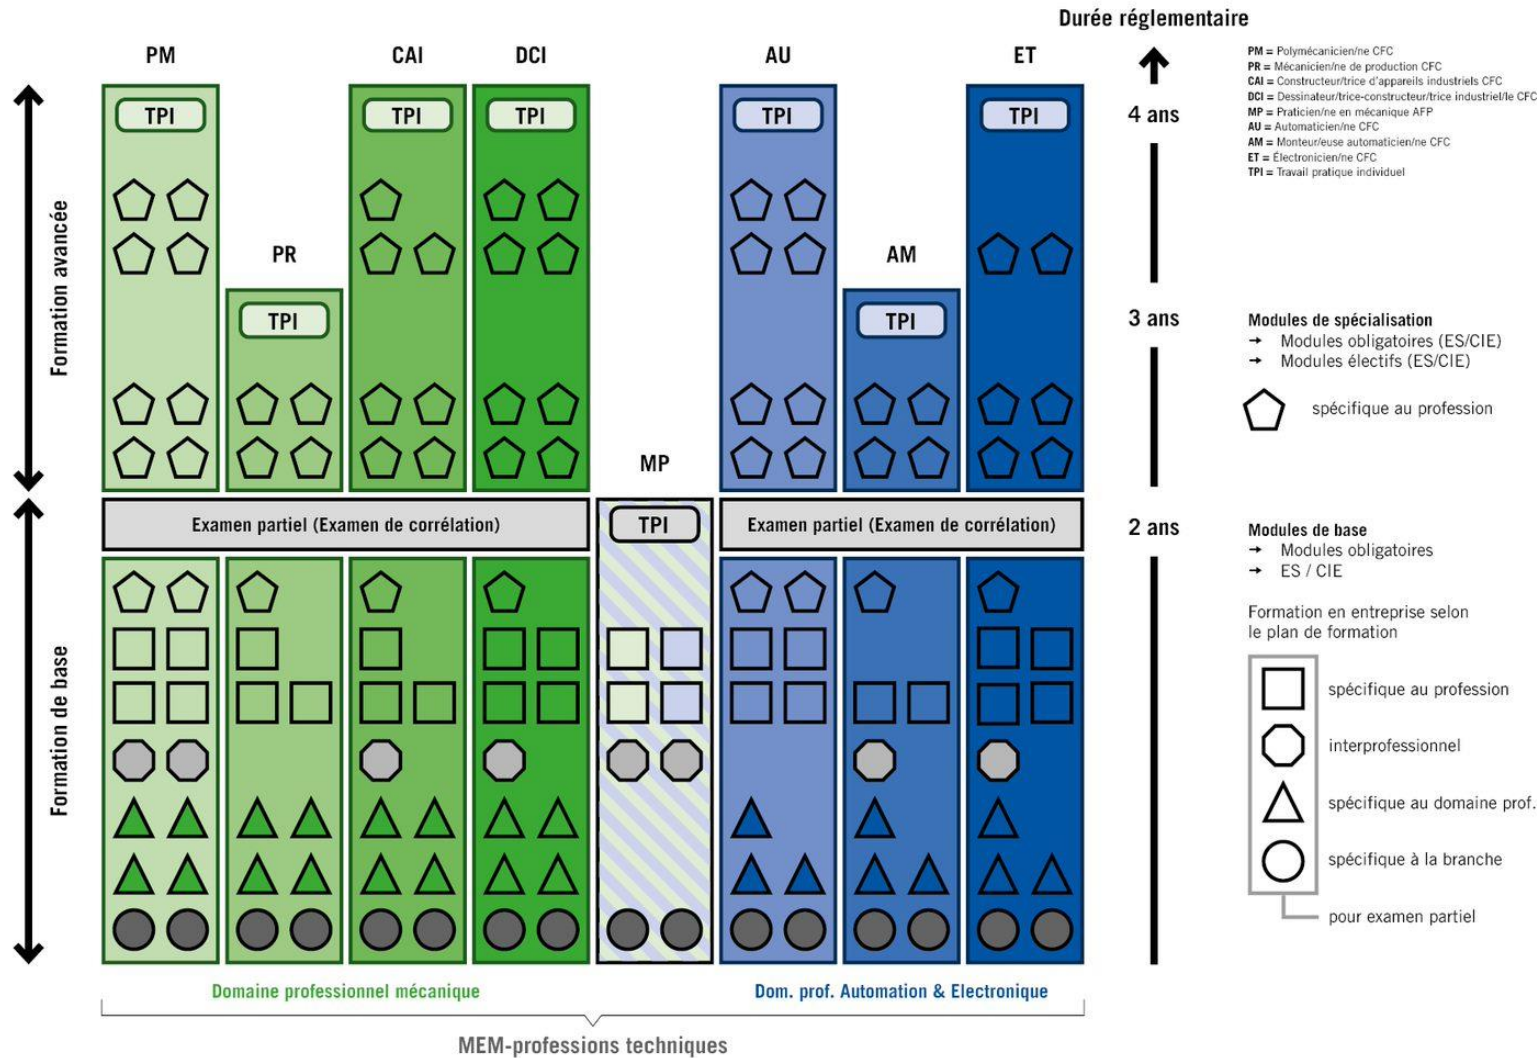 Durée réglementaire
PM
CAI
DCI
AU
ET
PM = Polymécanicien/ne CFC
PR = Mécanicien/ne de production CFC
CAI = Constructeur/trice d'appareils industriels CFC
DCI = Dessinateur/trice-constructeur/trice industriel/le CFC
MP = Praticien/ne en mécanique AFP
AU = Automaticien/ne CFC
AM = Monteur/euse automaticien/ne CFC
ET = Électronicien/ne CFC
TPI = Travail pratique individuel
TPI
TPI
TPI
TPI
TPI
4 ans
Formation avancée
PR
AM
TPI
TPI
3 ans
Modules de spécialisation
→ Modules obligatoires (ES/CIE)
→ Modules électifs (ES/CIE)
spécifique au profession
MP
Examen partiel (Examen de corrélation)
TPI
Examen partiel (Examen de corrélation)
2 ans
Modules de base
→ Modules obligatoires
→ ES / CIE
Formation en entreprise selon
le plan de formation
Formation de base
spécifique au profession
interprofessionnel
spécifique au domaine prof.
spécifique à la branche
pour examen partiel
Domaine professionnel mécanique
Dom. prof. Automation & Electronique
MEM-professions techniques